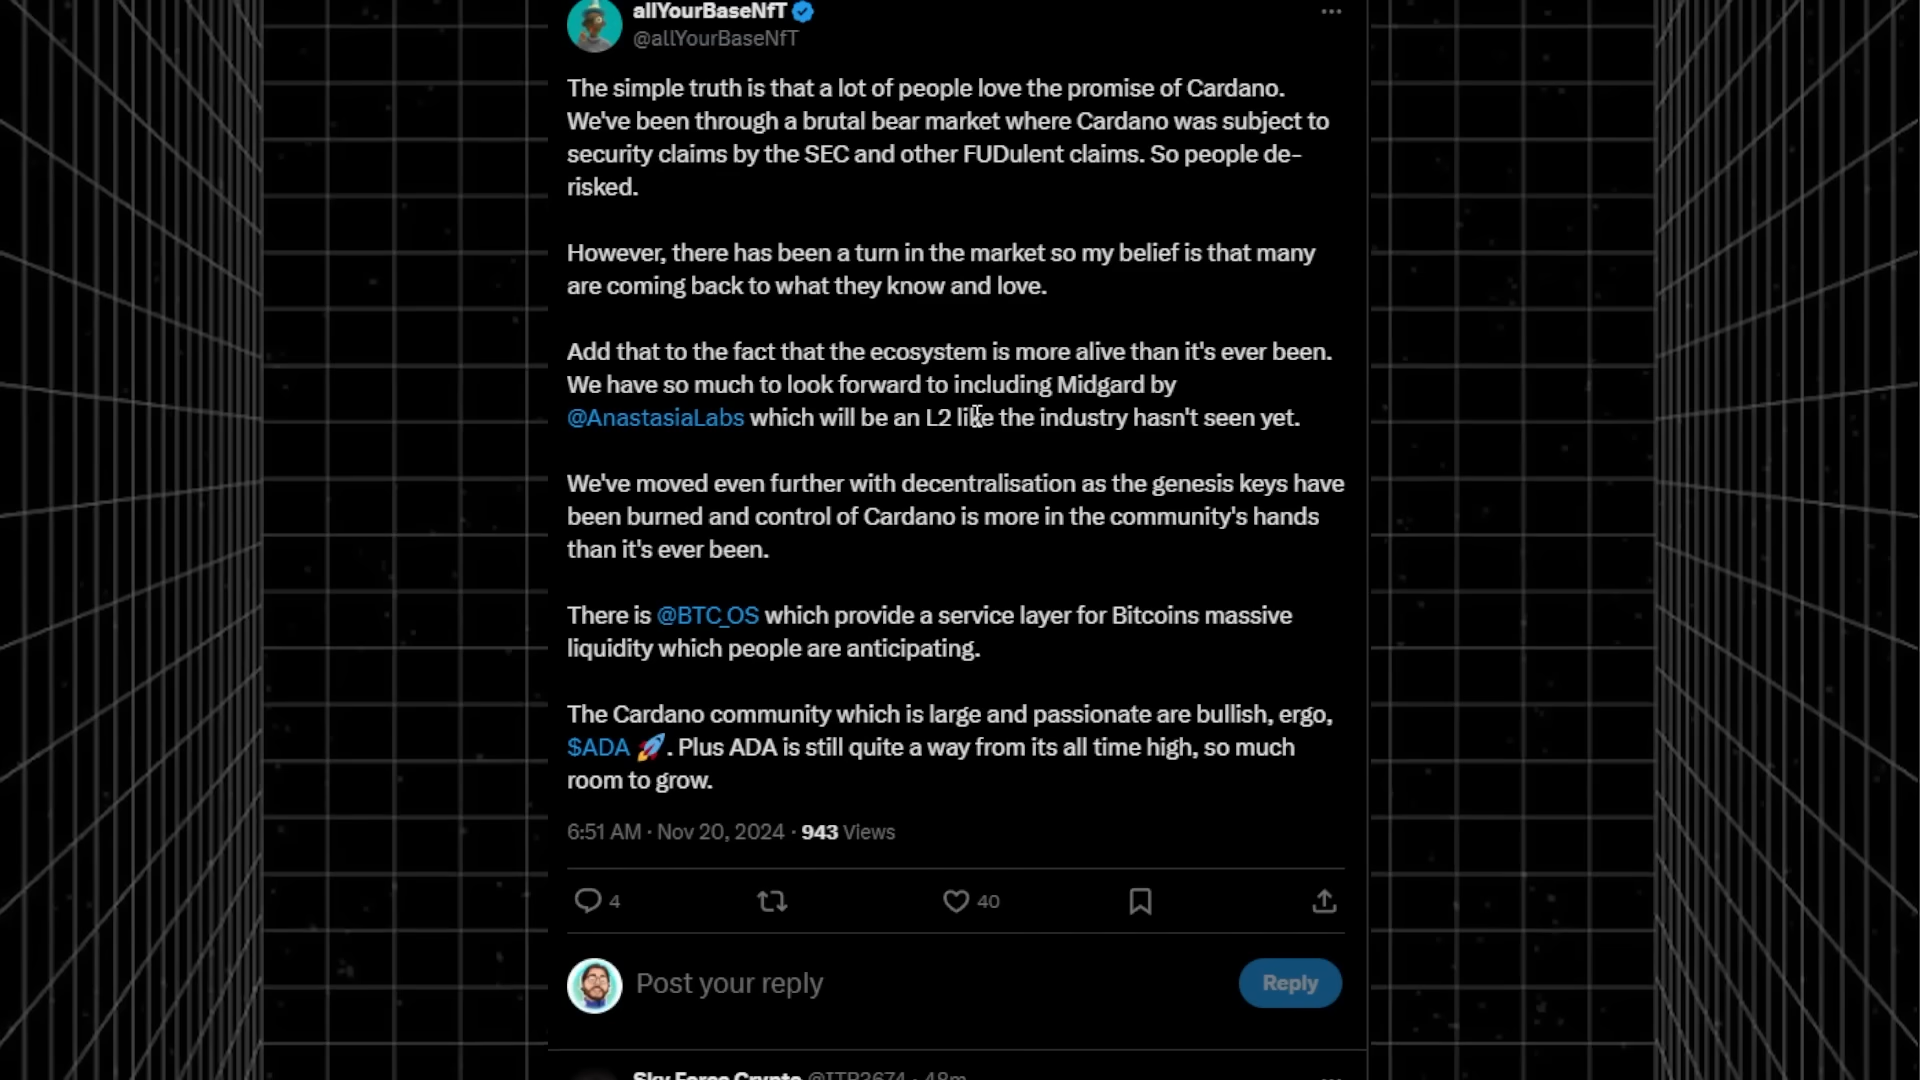 allYourBaseNfT
@allYourBaseNfT
The simple truth is that a lot of people love the promise of Cardano.
We've been through a brutal bear market where Cardano was subject to
security claims by the SEC and other FUDulent claims. So people de-
risked.
However, there has been a turn in the market so my belief is that many
are coming back to what they know and love.
Add that to the fact that the ecosystem is more alive than it's ever been.
We have so much to look forward to including Midgard by
@AnastasiaLabs which will be an L2 like the industry hasn't seen yet.
We've moved even further with decentralisation as the genesis keys have
been burned and control of Cardano is more in the community's hands
than it's ever been.
There is @BTC_OS which provide a service layer for Bitcoins massive
liquidity which people are anticipating.
The Cardano community which is large and passionate are bullish, ergo,
$ADA 🚀. Plus ADA is still quite a way from its all time high, so much
room to grow.
6:51 AM · Nov 20, 2024 · 943 Views
4
40
Post your reply
Reply
Sky Force Crypto @ITR3674 · 48m